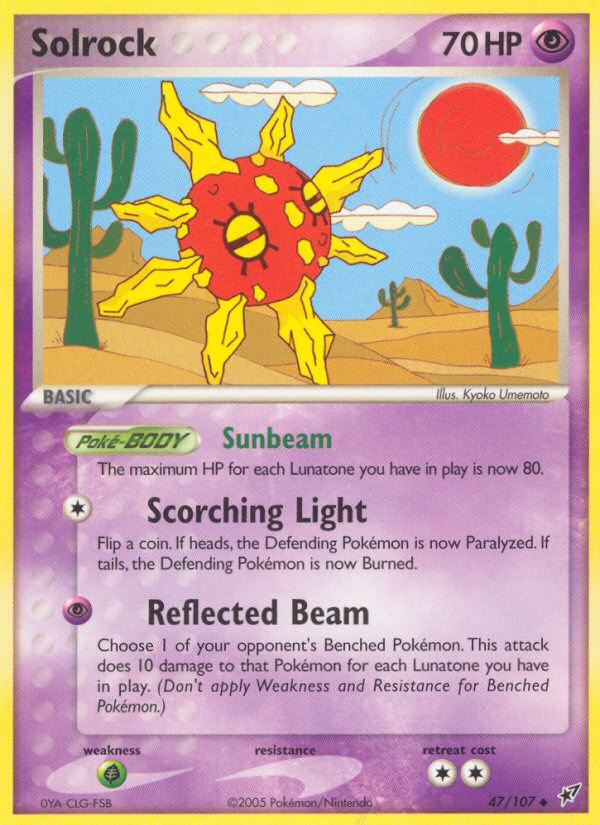 Solrock 70 HP
BASIC Illus. Kyoko Umemoto
Poké-BODY Sunbeam
The maximum HP for each Lunatone you have in play is now 80.
Scorching Light
Flip a coin. If heads, the Defending Pokémon is now Paralyzed. If
tails, the Defending Pokémon is now Burned.
Reflected Beam
Choose 1 of your opponent's Benched Pokémon. This attack
does 10 damage to that Pokémon for each Lunatone you have
in play. (Don't apply Weakness and Resistance for Benched
Pokémon.)
weakness resistance retreat cost
0YA-CLG-FSB ©2005 Pokémon/Nintendo 47/107